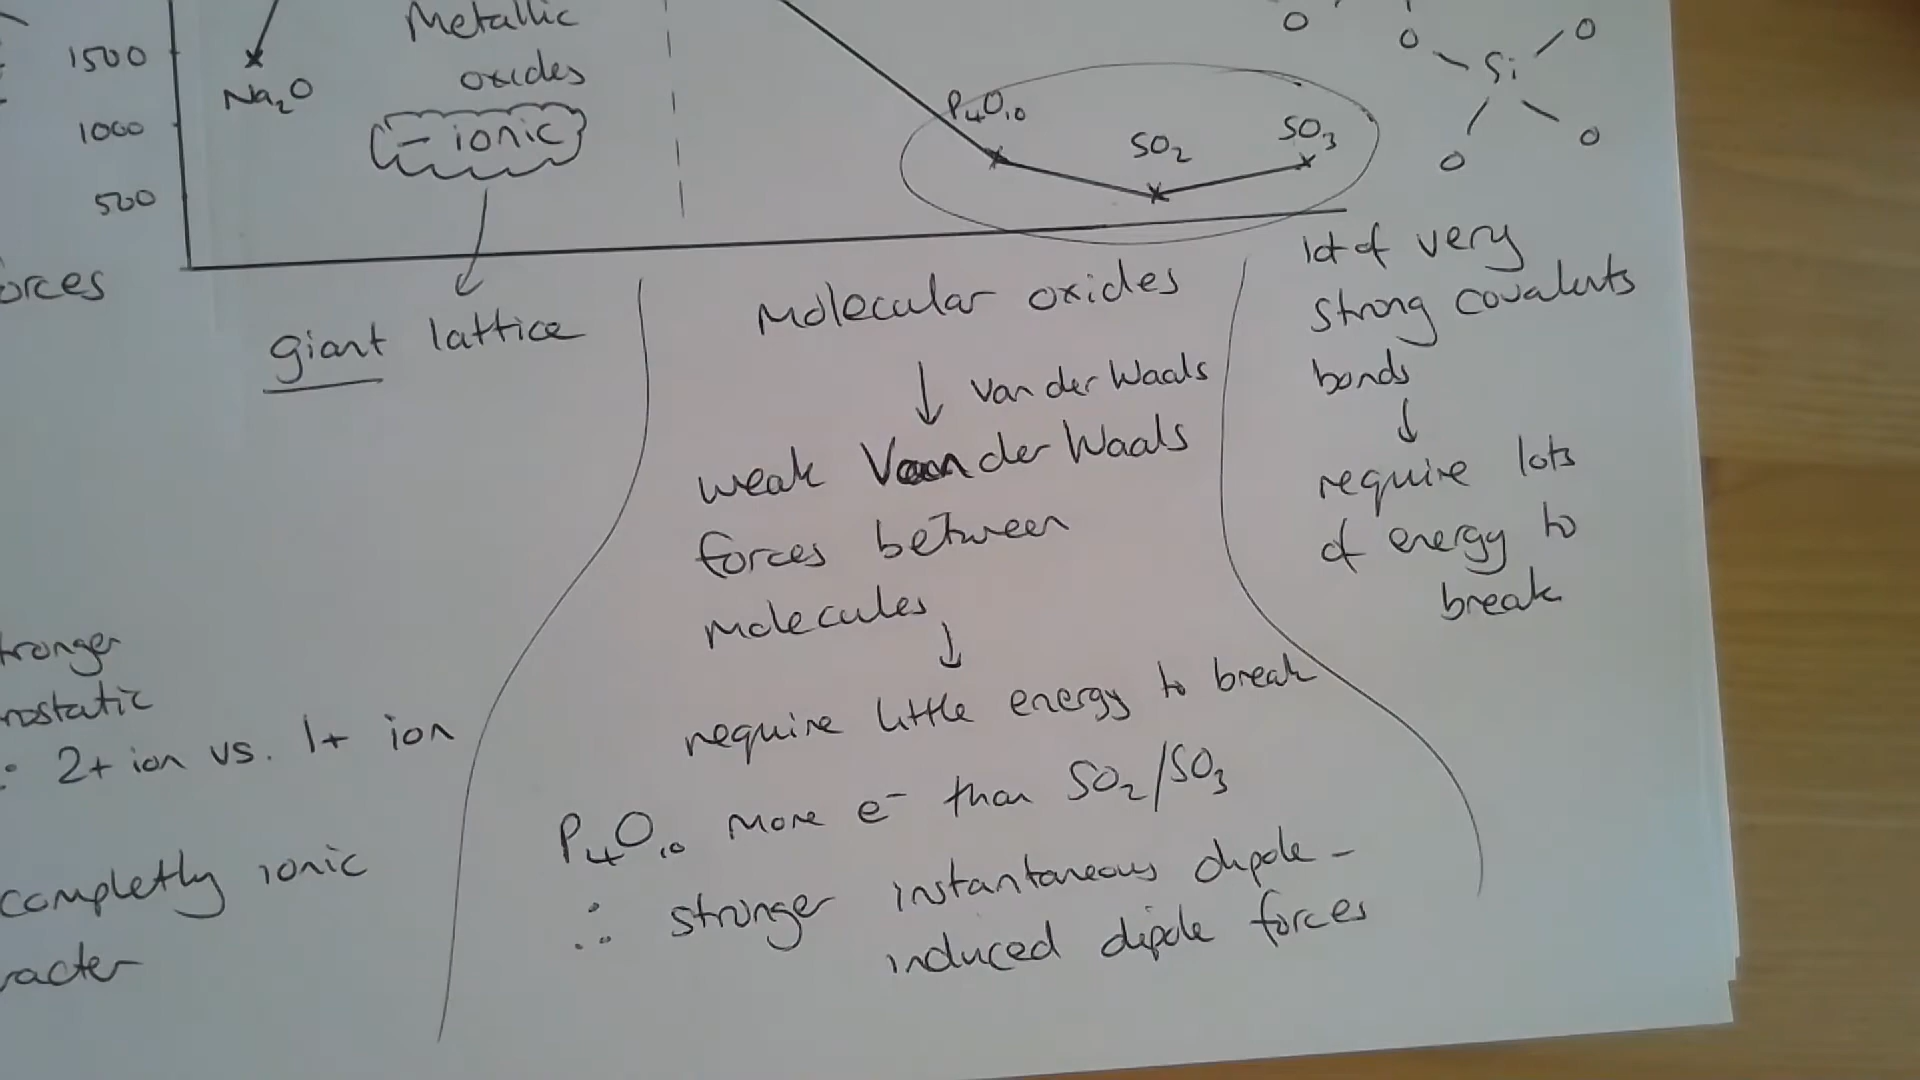 1500
1000
500
Na₂O
Metallic
oxides
- ionic
giant lattice
P₄O₁₀
SO₂
SO₃
O
O
O
Si
O
O
orces
tronger
rostatic
: 2+ ion vs. 1+ ion
completly ionic
racter
Molecular oxides
↓ Van der Waals
weak Van der Waals
forces between
molecules
↓
require little energy to break
P₄O₁₀ more e⁻ than SO₂/SO₃
∴ stronger instantaneous dipole -
induced dipole forces
lot of very
strong covalents
bonds
↓
require lots
of energy to
break